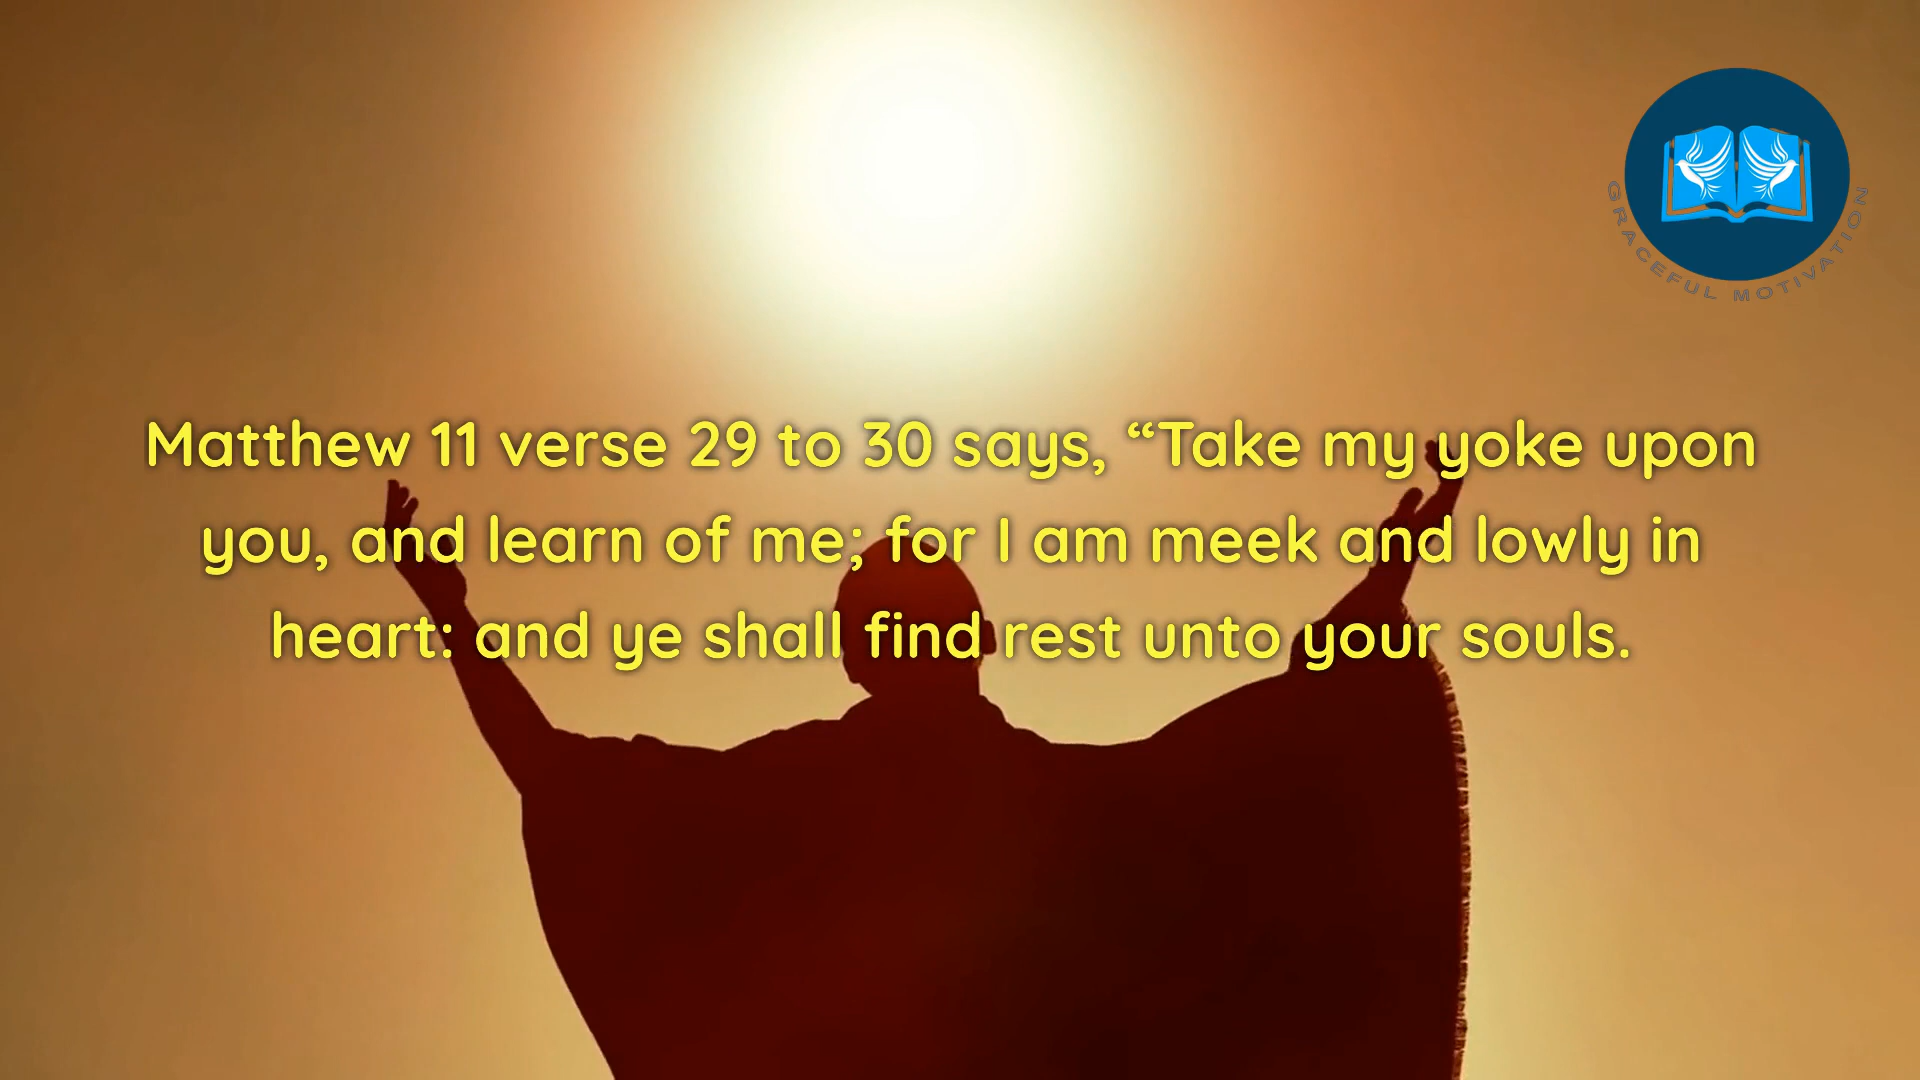 GRACEFUL MOTIVATION
Matthew 11 verse 29 to 30 says, “Take my yoke upon
you, and learn of me; for I am meek and lowly in
heart: and ye shall find rest unto your souls.